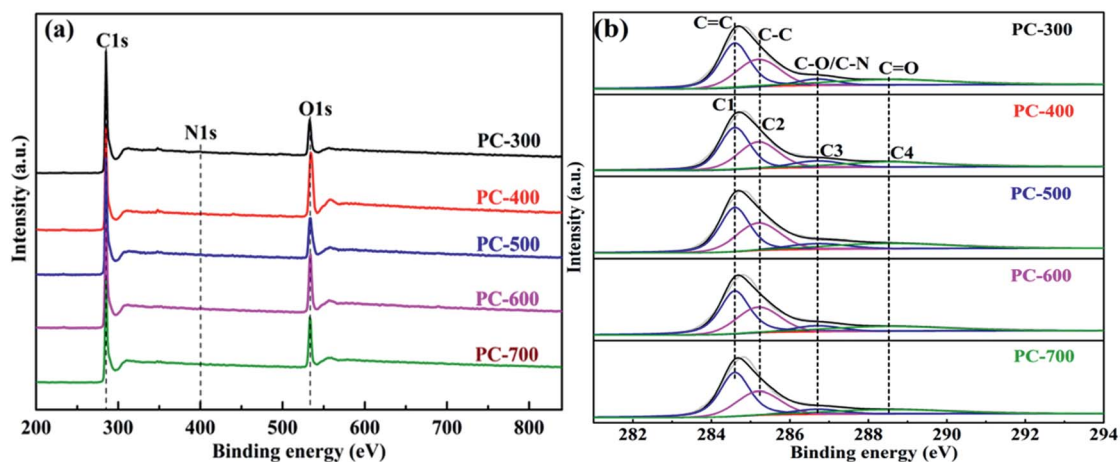 (a)
C1s
N1s
O1s
PC-300
PC-400
PC-500
PC-600
PC-700
Intensity (a.u.)
200 300 400 500 600 700 800
Binding energy (eV)
(b)
C=C
C-C
C-O/C-N
C=O
PC-300
C1
C2
C3
C4
PC-400
PC-500
PC-600
PC-700
Intensity (a.u.)
282 284 286 288 290 292 294
Binding energy (eV)